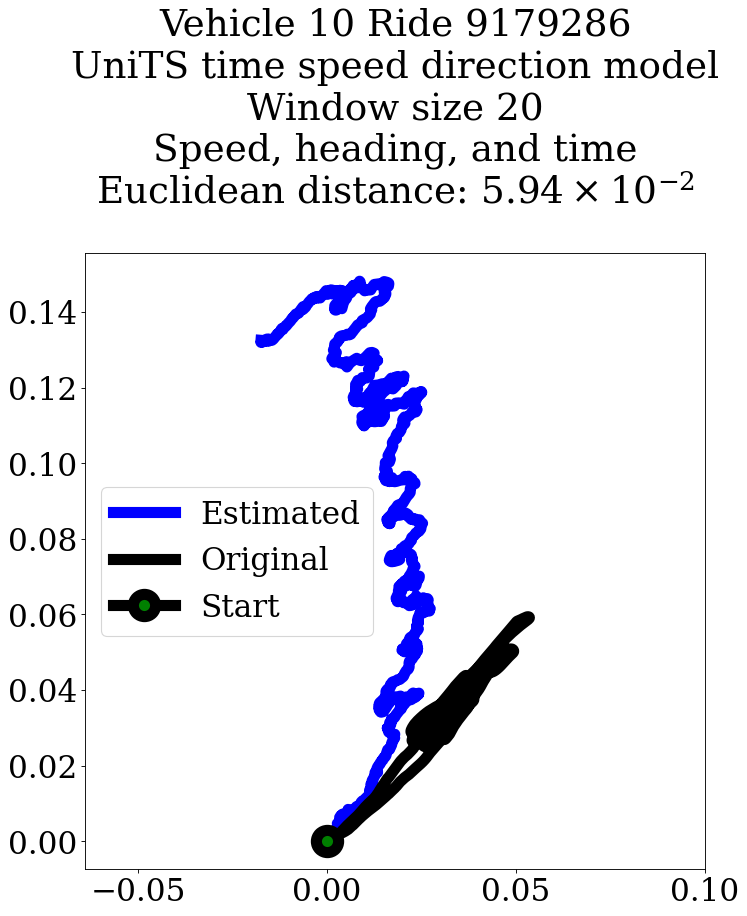 Vehicle 10 Ride 9179286
UniTS time speed direction model
Window size 20
Speed, heading, and time
Euclidean distance: 5.94 × 10⁻²
0.14
0.12
0.10
0.08
0.06
0.04
0.02
0.00
Estimated
Original
Start
−0.05
0.00
0.05
0.10